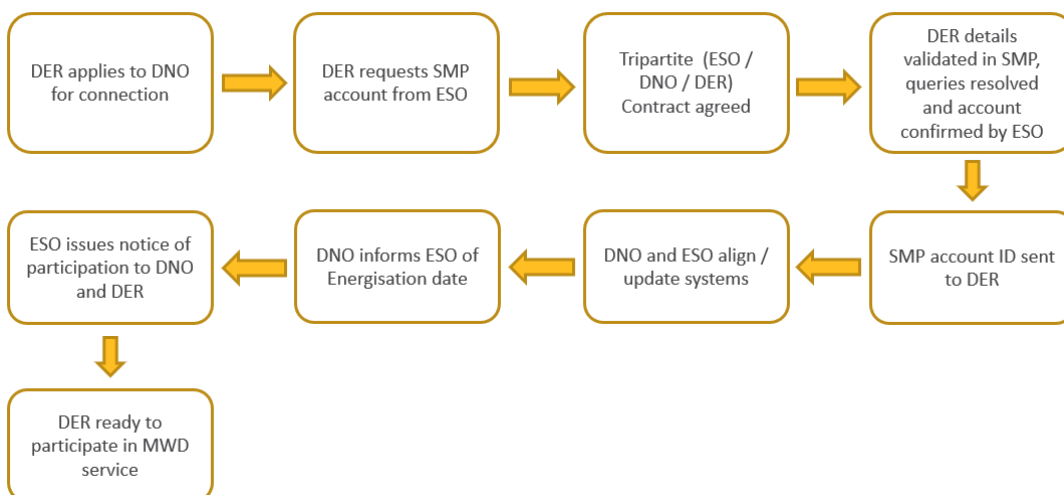 DER applies to DNO
for connection
DER requests SMP
account from ESO
Tripartite (ESO /
DNO / DER)
Contract agreed
DER details
validated in SMP,
queries resolved
and account
confirmed by ESO
SMP account ID sent
to DER
DNO and ESO align /
update systems
DNO informs ESO of
Energisation date
ESO issues notice of
participation to DNO
and DER
DER ready to
participate in MWD
service